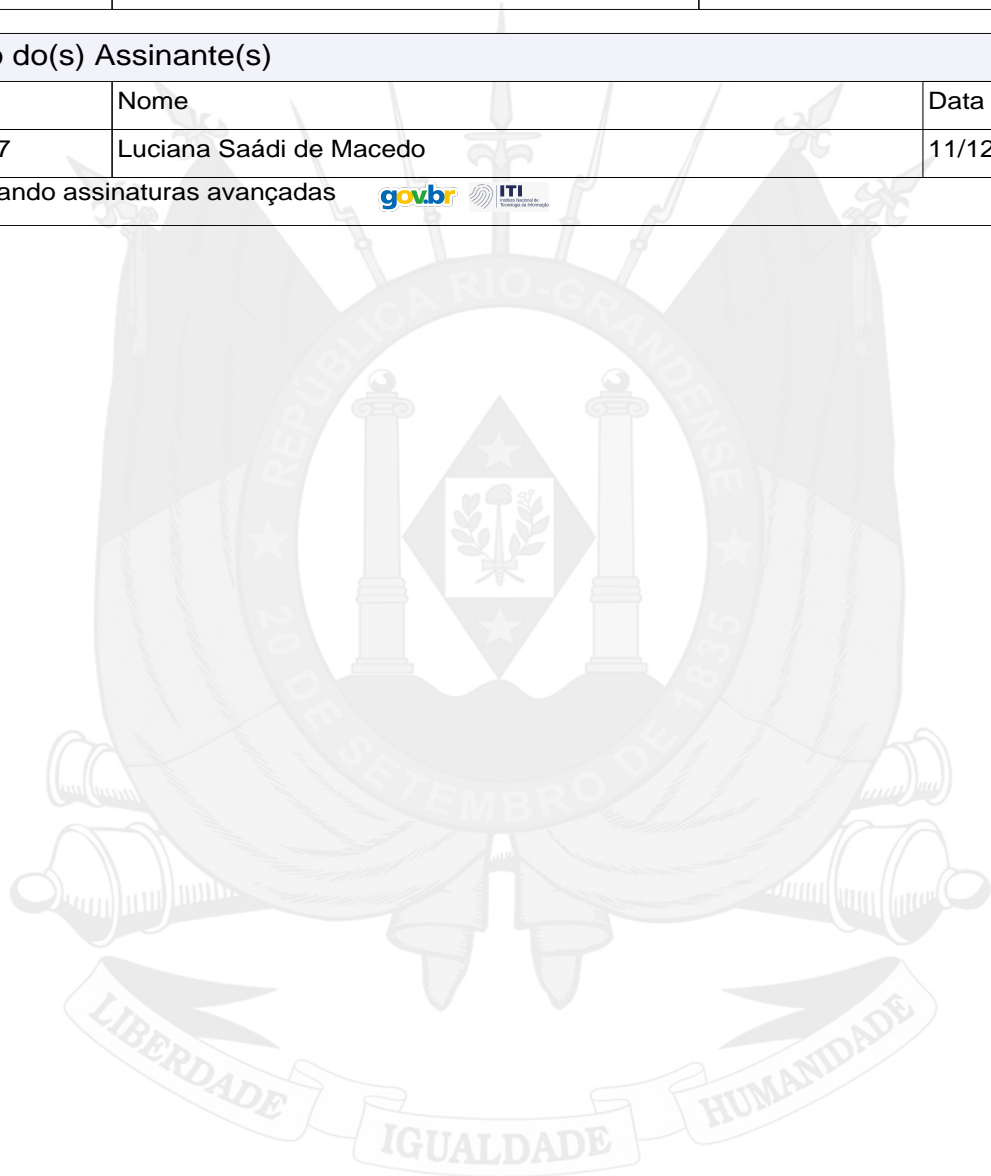 o do(s) Assinante(s)
Nome Data
7 Luciana Saádi de Macedo 11/12
ando assinaturas avançadas gov.br ITI
REPÚBLICA RIO-GRANDENSE
20 DE SETEMBRO DE 1835
LIBERDADE IGUALDADE HUMANIDADE